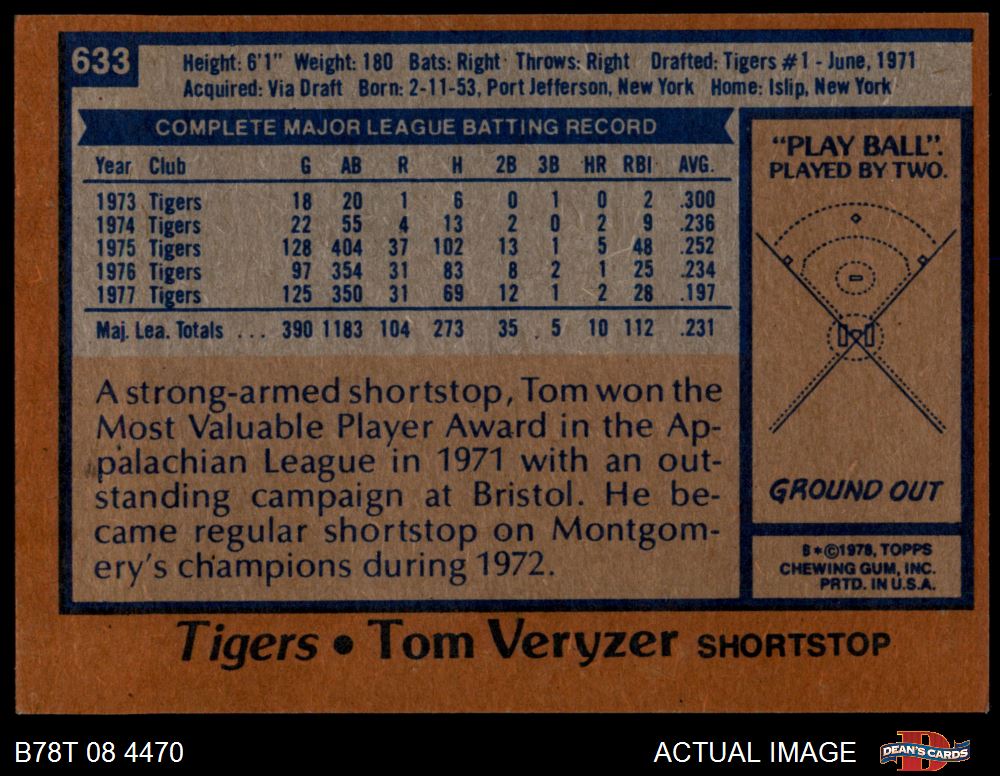 633
Height: 6'1" Weight: 180 Bats: Right Throws: Right Drafted: Tigers #1 - June, 1971
Acquired: Via Draft Born: 2-11-53, Port Jefferson, New York Home: Islip, New York
COMPLETE MAJOR LEAGUE BATTING RECORD
Year Club G AB R H 2B 3B HR RBI AVG.
1973 Tigers 18 20 1 6 0 1 0 2 .300
1974 Tigers 22 55 4 13 2 0 2 9 .236
1975 Tigers 128 404 37 102 13 1 5 48 .252
1976 Tigers 97 354 31 83 8 2 1 25 .234
1977 Tigers 125 350 31 69 12 1 2 28 .197
Maj. Lea. Totals ... 390 1183 104 273 35 5 10 112 .231
A strong-armed shortstop, Tom won the
Most Valuable Player Award in the Ap-
palachian League in 1971 with an out-
standing campaign at Bristol. He be-
came regular shortstop on Montgom-
ery's champions during 1972.
"PLAY BALL".
PLAYED BY TWO.
GROUND OUT
B*©1978, TOPPS
CHEWING GUM, INC.
PRTD. IN U.S.A.
Tigers • Tom Veryzer SHORTSTOP
B78T 08 4470
ACTUAL IMAGE
DEAN'S CARDS